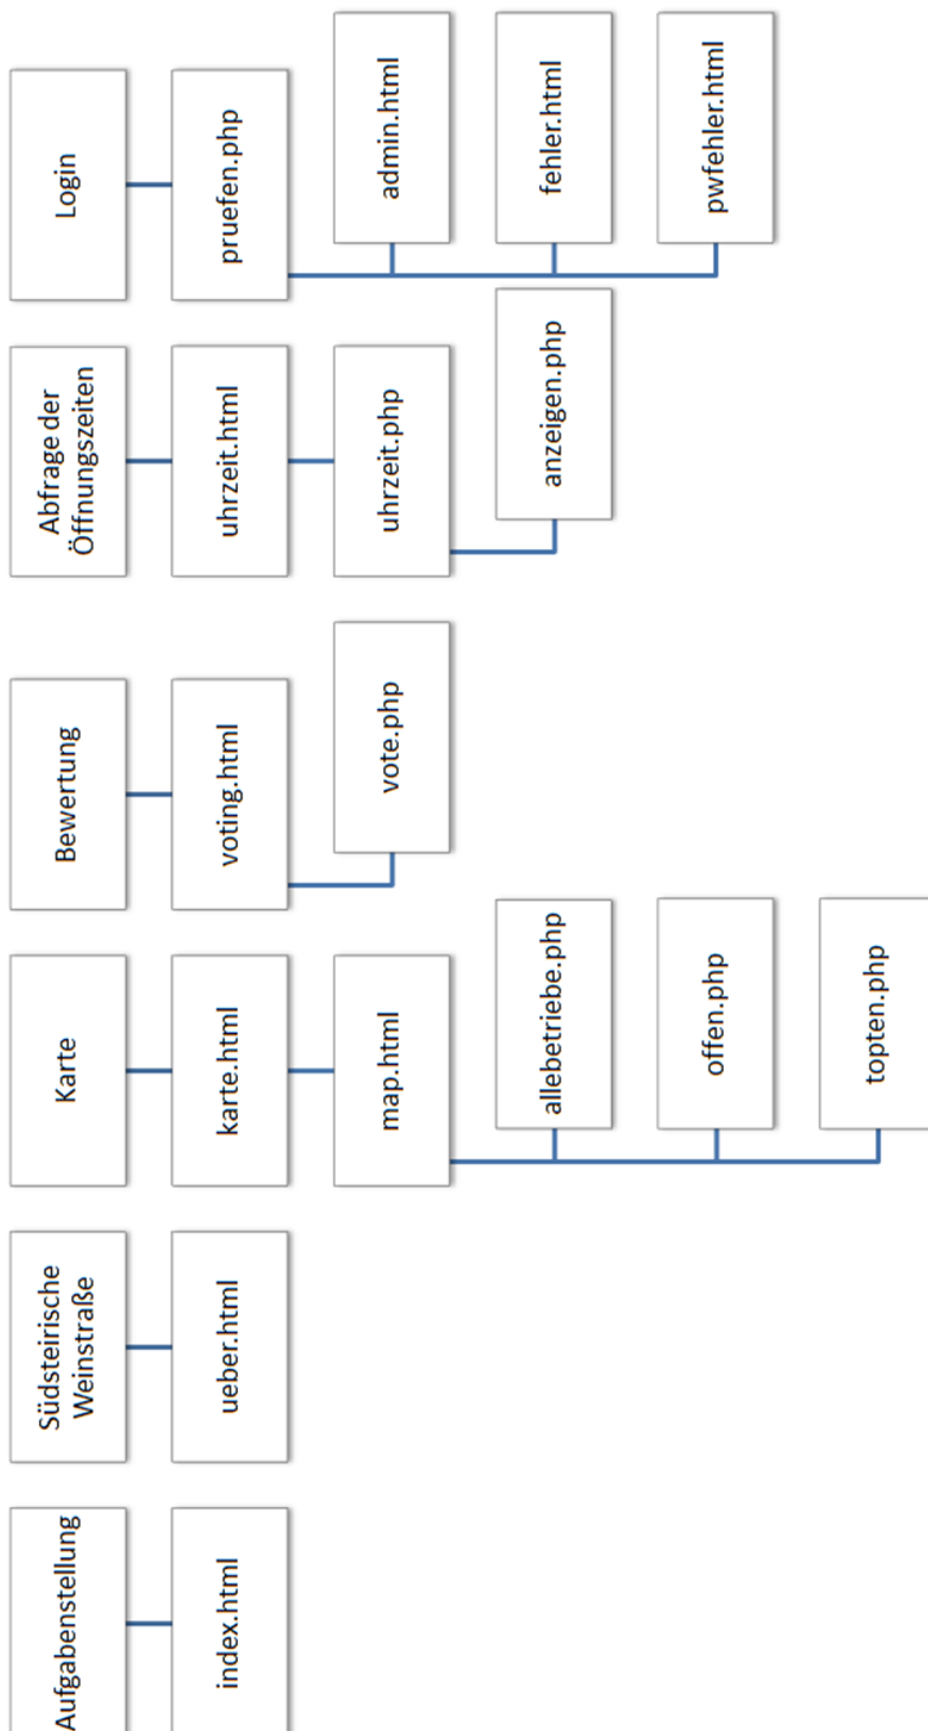 Aufgabenstellung
index.html
Südsteirische
Weinstraße
ueber.html
Karte
karte.html
map.html
allebetriebe.php
offen.php
topten.php
Bewertung
voting.html
vote.php
Abfrage der
Öffnungszeiten
uhrzeit.html
uhrzeit.php
anzeigen.php
Login
pruefen.php
admin.html
fehler.html
pwfehler.html